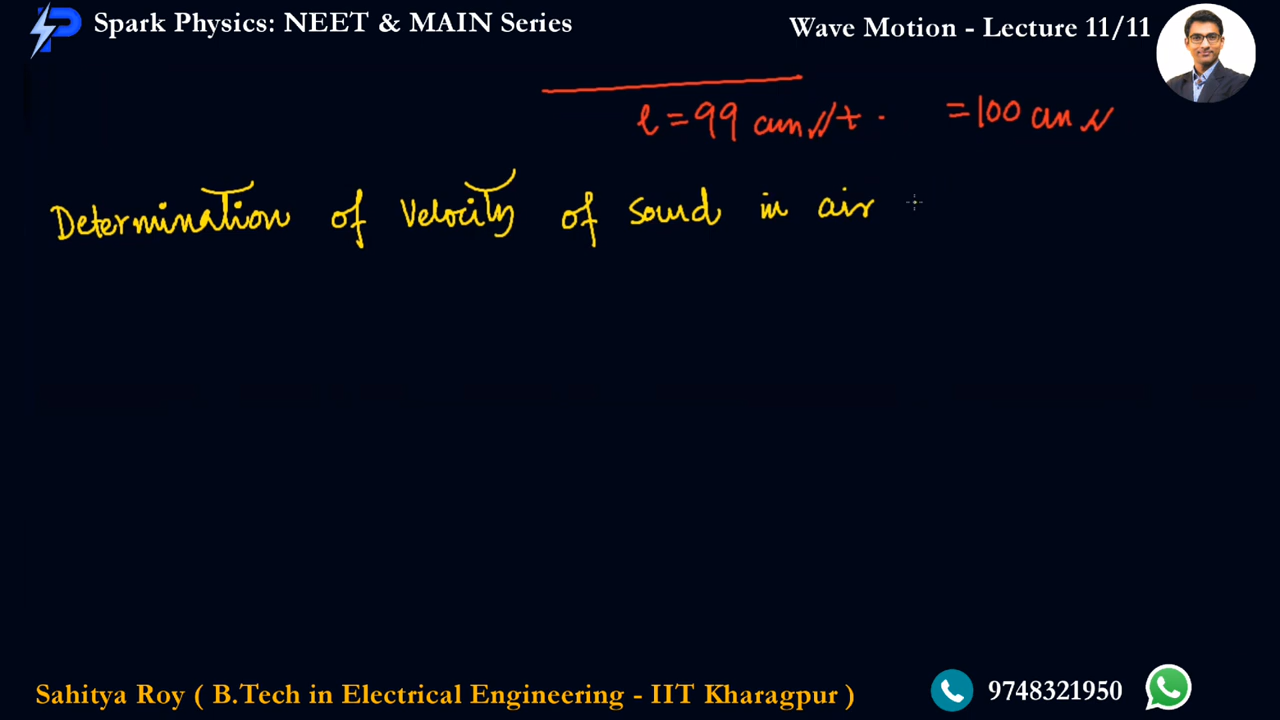 Spark Physics: NEET & MAIN Series
Wave Motion - Lecture 11/11
l = 99 cm = 100 cm
Determination of Velocity of Sound in air
Sahitya Roy ( B.Tech in Electrical Engineering - IIT Kharagpur )
9748321950